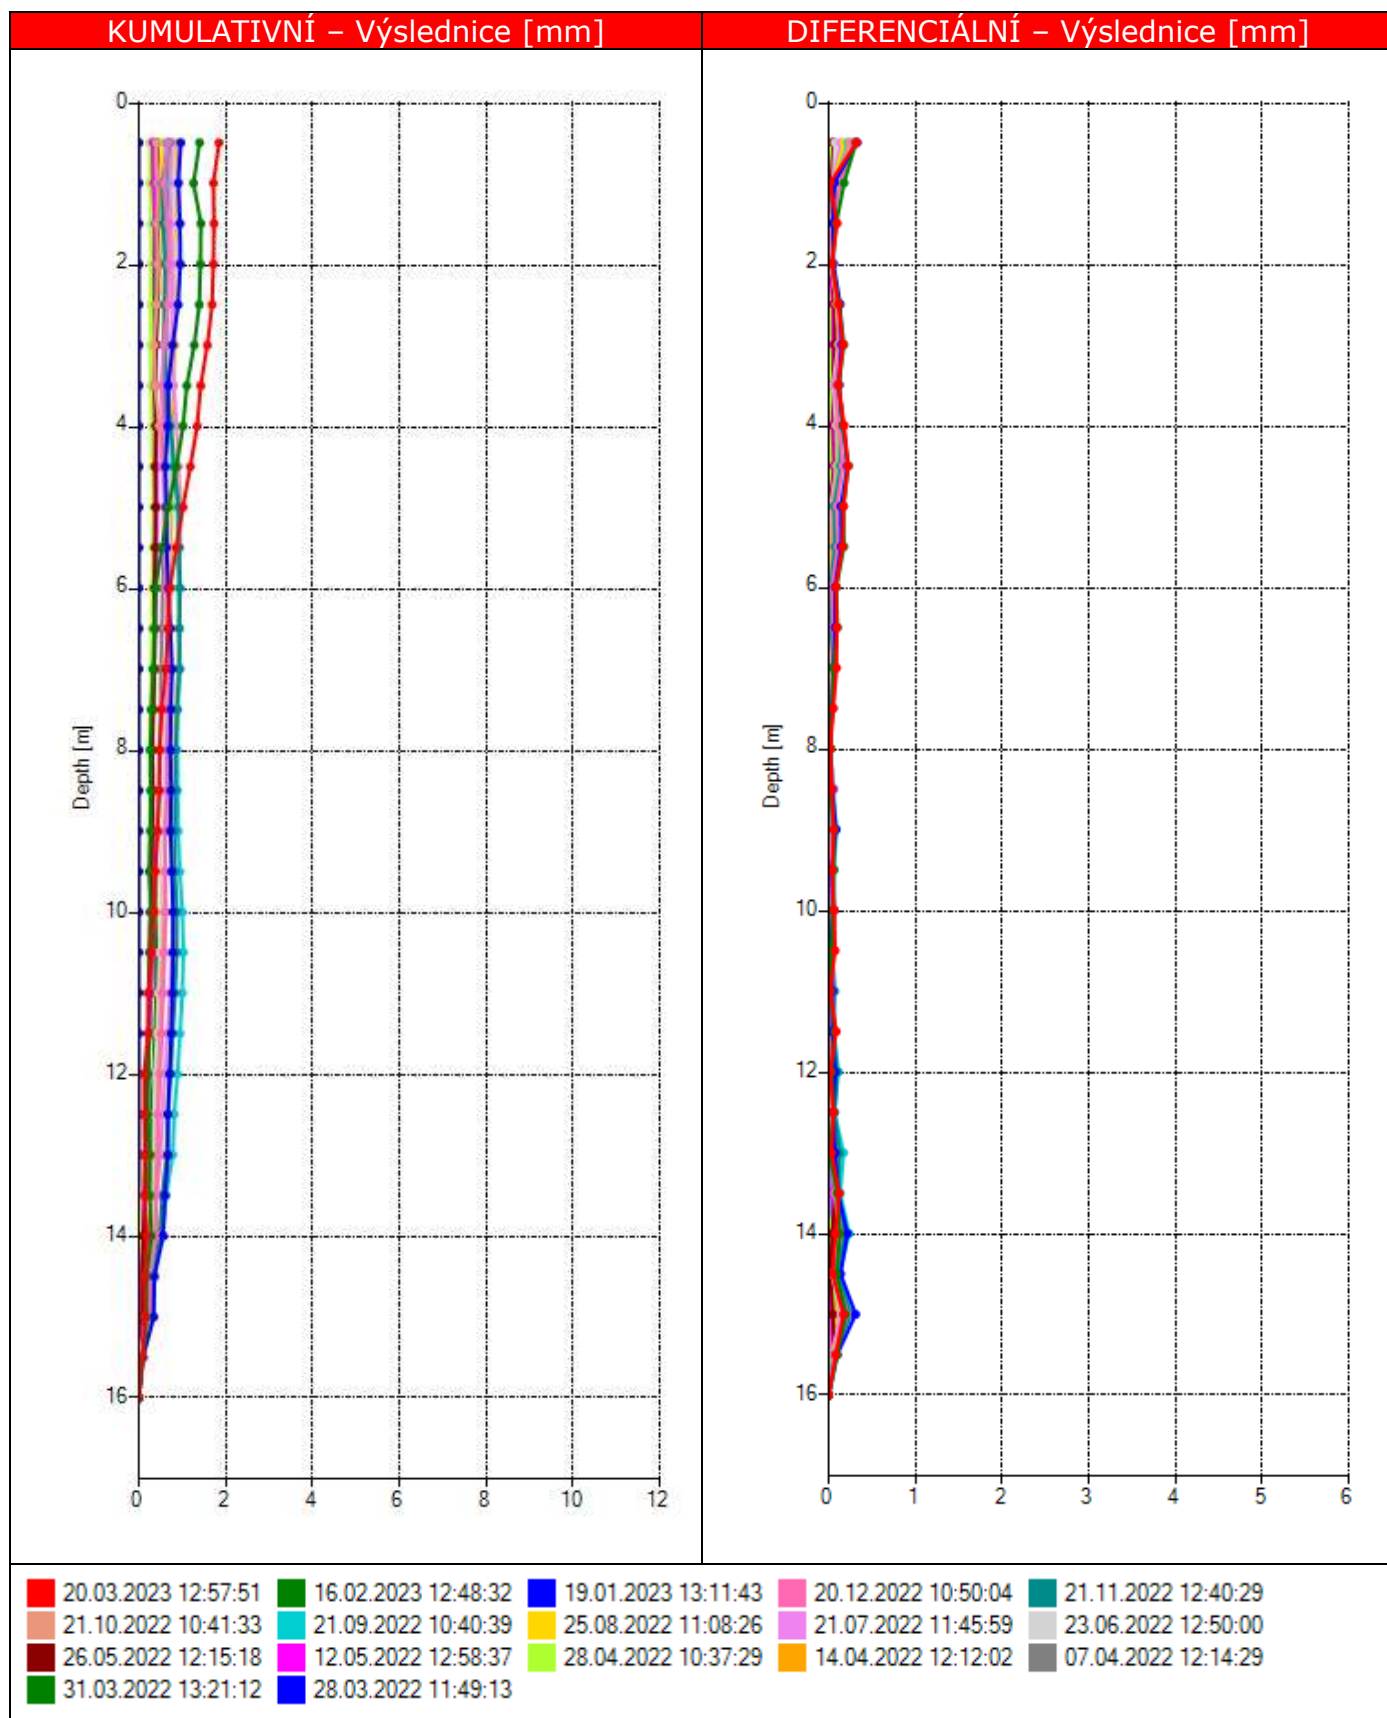 KUMULATIVNÍ – Výslednice [mm]
DIFERENCIÁLNÍ – Výslednice [mm]
0
2
4
6
8
10
12
14
16
Depth [m]
0 2 4 6 8 10 12
0
2
4
6
8
10
12
14
16
Depth [m]
0 1 2 3 4 5 6
20.03.2023 12:57:51 16.02.2023 12:48:32 19.01.2023 13:11:43 20.12.2022 10:50:04 21.11.2022 12:40:29
21.10.2022 10:41:33 21.09.2022 10:40:39 25.08.2022 11:08:26 21.07.2022 11:45:59 23.06.2022 12:50:00
26.05.2022 12:15:18 12.05.2022 12:58:37 28.04.2022 10:37:29 14.04.2022 12:12:02 07.04.2022 12:14:29
31.03.2022 13:21:12 28.03.2022 11:49:13